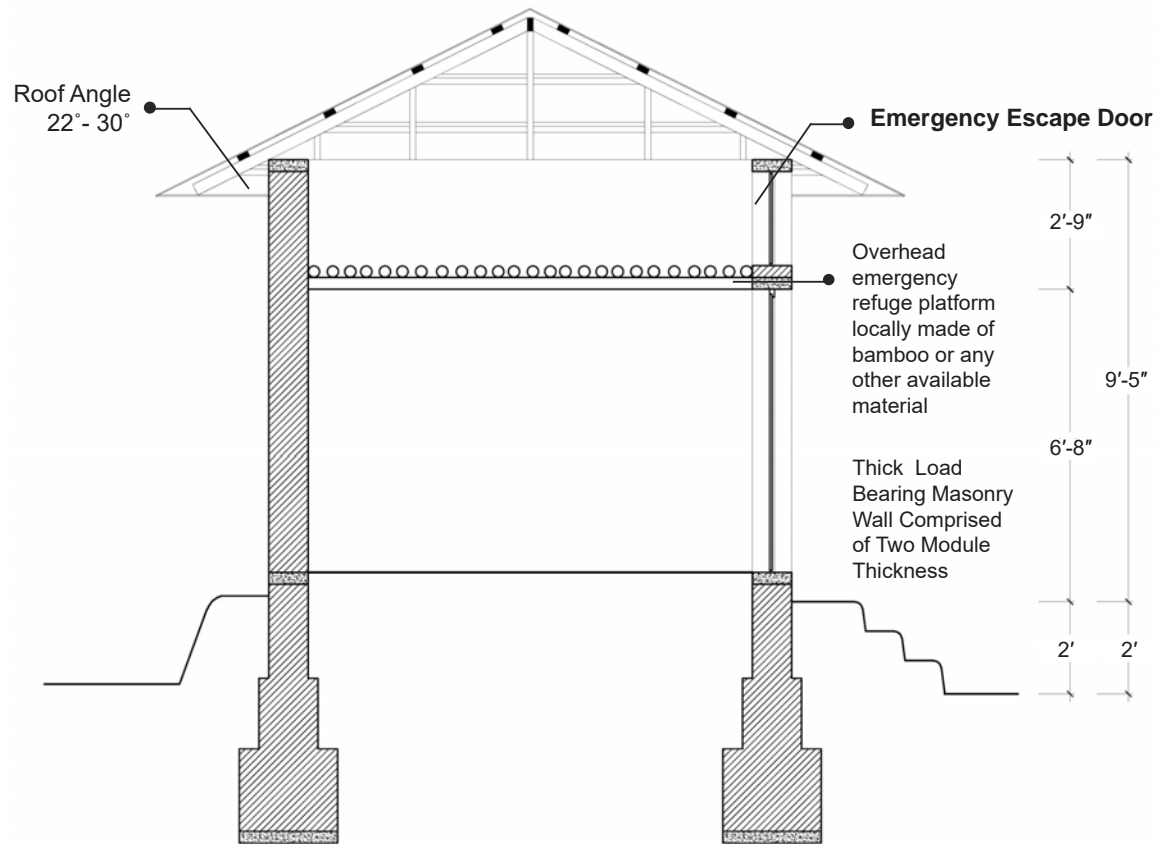 Roof Angle
22˚- 30˚
Emergency Escape Door
2′-9″
Overhead
emergency
refuge platform
locally made of
bamboo or any
other available
material
9′-5″
6′-8″
Thick Load
Bearing Masonry
Wall Comprised
of Two Module
Thickness
2′
2′